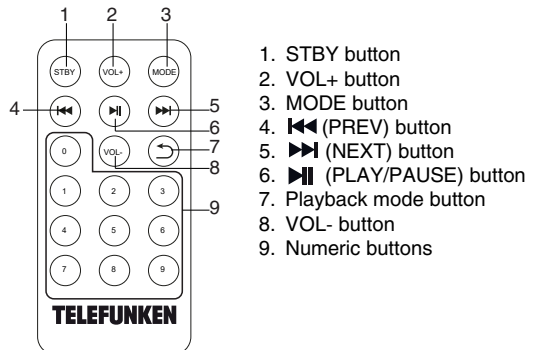 1 2 3
STBY VOL+ MODE
4 5
6
0 VOL- 7
8
1 2 3
9
4 5 6
7 8 9
TELEFUNKEN
1. STBY button
2. VOL+ button
3. MODE button
4. ⏮ (PREV) button
5. ⏭ (NEXT) button
6. ⏯ (PLAY/PAUSE) button
7. Playback mode button
8. VOL- button
9. Numeric buttons